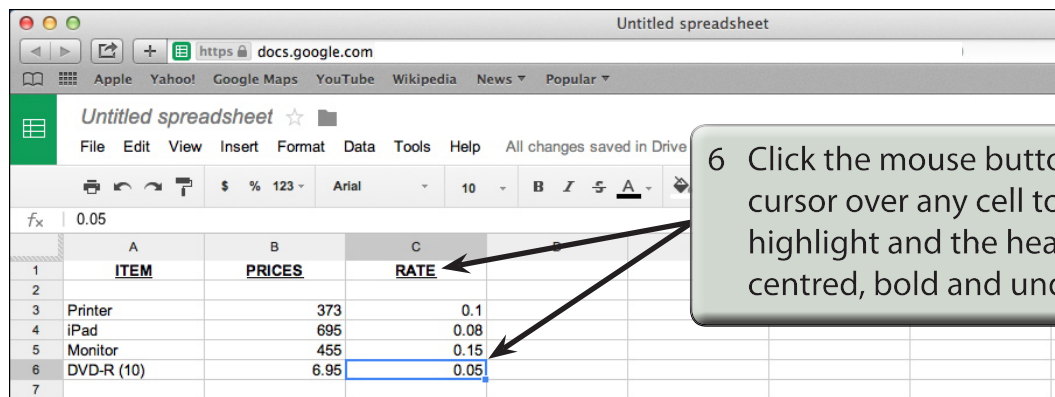 Untitled spreadsheet
https docs.google.com
Apple Yahoo! Google Maps YouTube Wikipedia News Popular
Untitled spreadsheet
File Edit View Insert Format Data Tools Help All changes saved in Drive
$ % 123 Arial 10 B I S A
fx 0.05
A B C
1 ITEM PRICES RATE
2
3 Printer 373 0.1
4 iPad 695 0.08
5 Monitor 455 0.15
6 DVD-R (10) 6.95 0.05
7
6 Click the mouse butto
cursor over any cell to
highlight and the hea
centred, bold and und